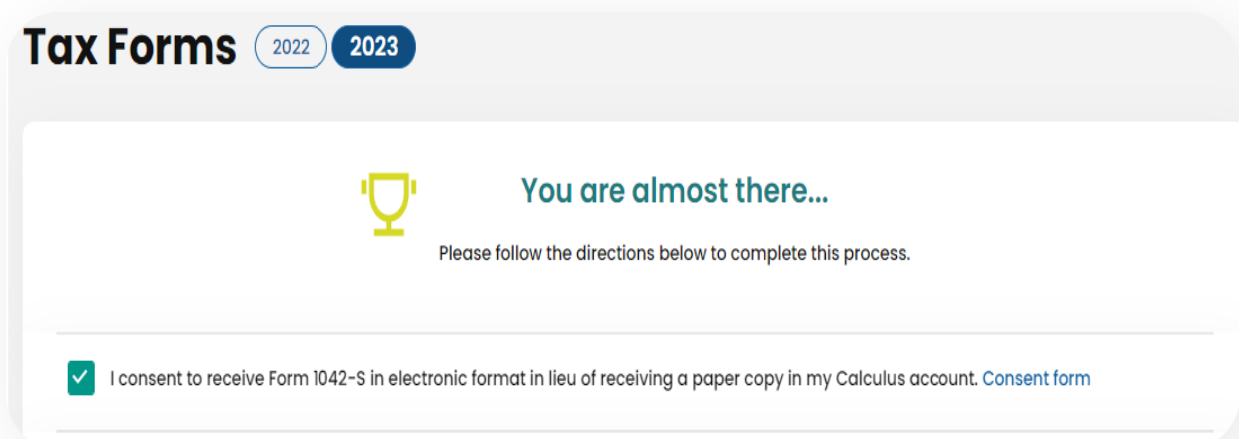 Tax Forms 2022 2023
You are almost there...
Please follow the directions below to complete this process.
I consent to receive Form 1042-S in electronic format in lieu of receiving a paper copy in my Calculus account. Consent form